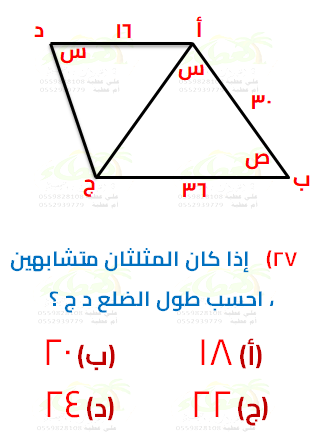 د ١٦ أ
س س
٣٠
ص
ج ٣٦ ب
٢٧) إذا كان المثلثان متشابهين
، احسب طول الضلع د ج ؟
(أ) ١٨ (ب) ٢٠
(ج) ٢٢ (د) ٢٤